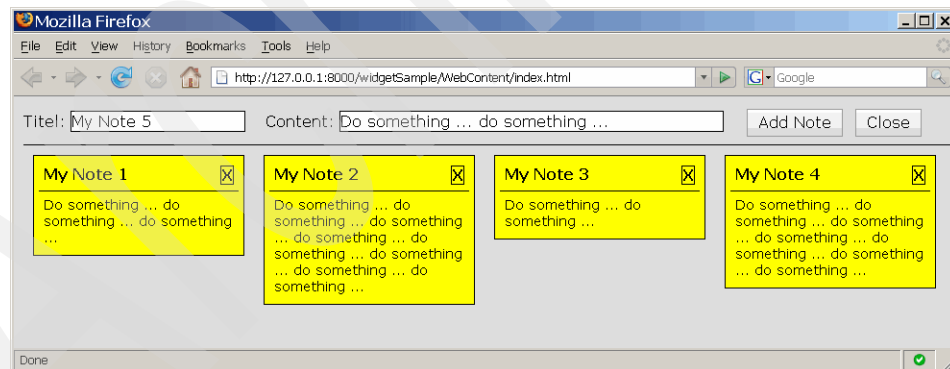 Mozilla Firefox
File Edit View History Bookmarks Tools Help
http://127.0.0.1:8000/widgetSample/WebContent/index.html
G Google
Titel: My Note 5 Content: Do something ... do something ... Add Note Close
My Note 1 X
Do something ... do
something ... do something
...
My Note 2 X
Do something ... do
something ... do something
... do something ... do
something ... do something
... do something ... do
something ...
My Note 3 X
Do something ... do
something ...
My Note 4 X
Do something ... do
something ... do something
... do something ... do
something ... do something
... do something ...
Done